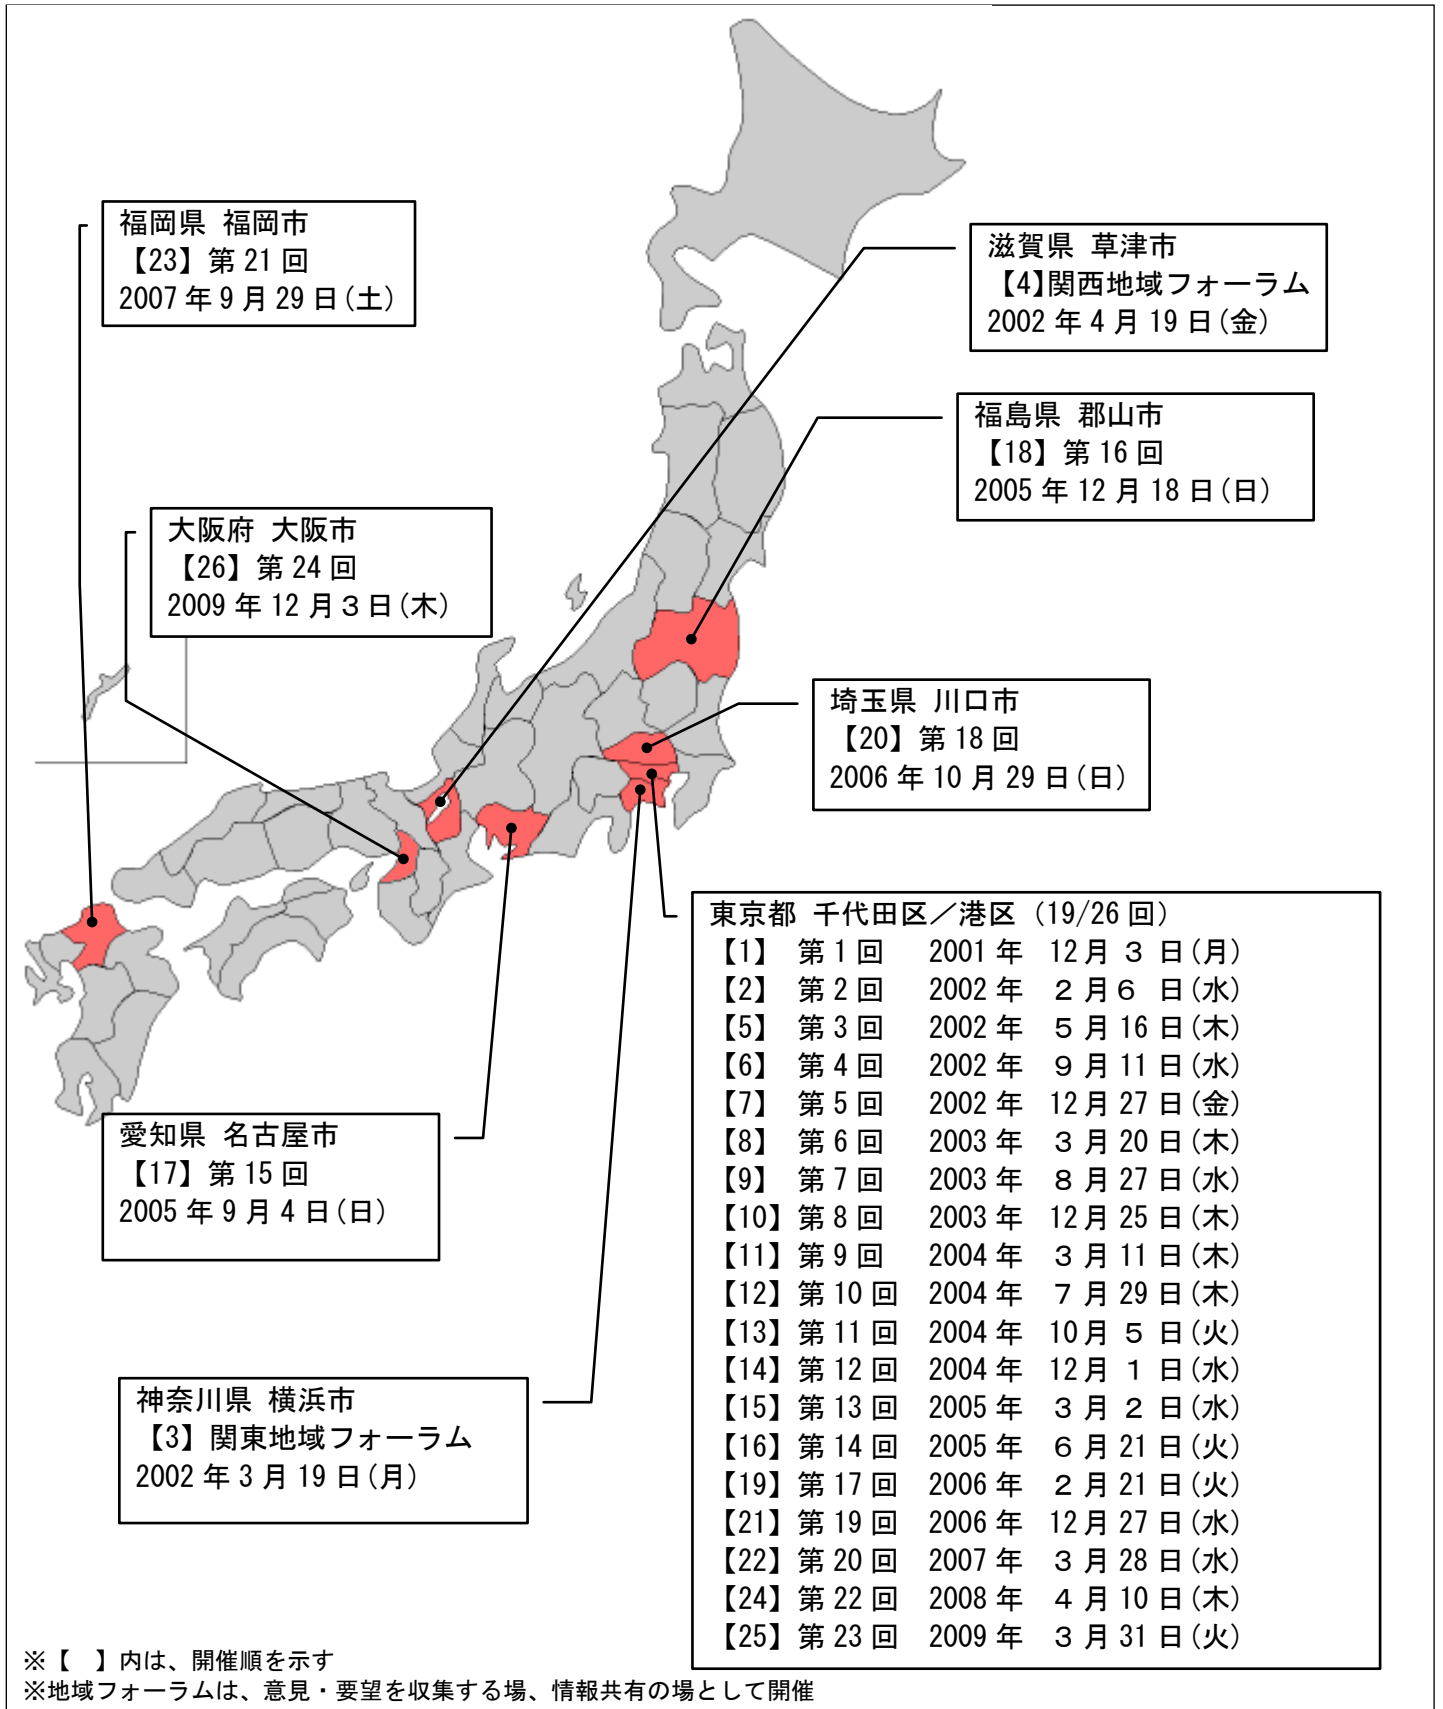 福岡県 福岡市
【23】第 21 回
2007 年 9 月 29 日(土)
滋賀県 草津市
【4】関西地域フォーラム
2002 年 4 月 19 日(金)
福島県 郡山市
【18】第 16 回
2005 年 12 月 18 日(日)
大阪府 大阪市
【26】第 24 回
2009 年 12 月 3 日(木)
埼玉県 川口市
【20】第 18 回
2006 年 10 月 29 日(日)
東京都 千代田区／港区 (19/26 回)
【1】 第 1 回 2001 年 12 月 3 日(月)
【2】 第 2 回 2002 年 2 月 6 日(水)
【5】 第 3 回 2002 年 5 月 16 日(木)
【6】 第 4 回 2002 年 9 月 11 日(水)
【7】 第 5 回 2002 年 12 月 27 日(金)
【8】 第 6 回 2003 年 3 月 20 日(木)
【9】 第 7 回 2003 年 8 月 27 日(水)
【10】第 8 回 2003 年 12 月 25 日(木)
【11】第 9 回 2004 年 3 月 11 日(木)
【12】第 10 回 2004 年 7 月 29 日(木)
【13】第 11 回 2004 年 10 月 5 日(火)
【14】第 12 回 2004 年 12 月 1 日(水)
【15】第 13 回 2005 年 3 月 2 日(水)
【16】第 14 回 2005 年 6 月 21 日(火)
【19】第 17 回 2006 年 2 月 21 日(火)
【21】第 19 回 2006 年 12 月 27 日(水)
【22】第 20 回 2007 年 3 月 28 日(水)
【24】第 22 回 2008 年 4 月 10 日(木)
【25】第 23 回 2009 年 3 月 31 日(火)
愛知県 名古屋市
【17】第 15 回
2005 年 9 月 4 日(日)
神奈川県 横浜市
【3】関東地域フォーラム
2002 年 3 月 19 日(月)
※【 】内は、開催順を示す
※地域フォーラムは、意見・要望を収集する場、情報共有の場として開催